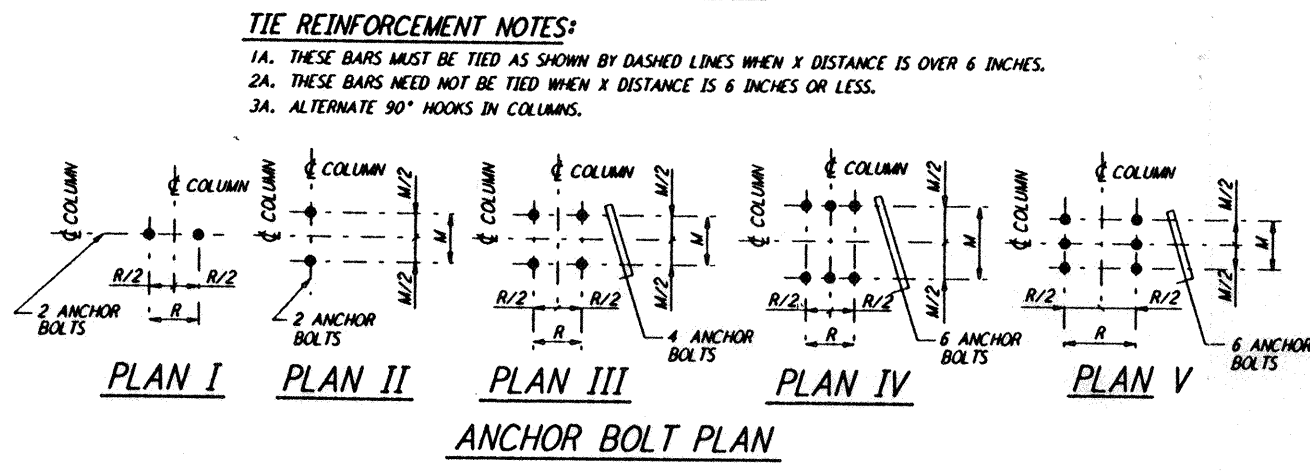 TIE REINFORCEMENT NOTES:
1A. THESE BARS MUST BE TIED AS SHOWN BY DASHED LINES WHEN X DISTANCE IS OVER 6 INCHES.
2A. THESE BARS NEED NOT BE TIED WHEN X DISTANCE IS 6 INCHES OR LESS.
3A. ALTERNATE 90° HOOKS IN COLUMNS.
℄ COLUMN
℄ COLUMN
R/2
R/2
R
2 ANCHOR
BOLTS
PLAN I
℄ COLUMN
℄ COLUMN
M/2
M
M/2
2 ANCHOR
BOLTS
PLAN II
℄ COLUMN
℄ COLUMN
M/2
M
M/2
R/2
R/2
R
4 ANCHOR
BOLTS
PLAN III
℄ COLUMN
℄ COLUMN
M/2
M
M/2
R/2
R/2
R
6 ANCHOR
BOLTS
PLAN IV
℄ COLUMN
℄ COLUMN
M/2
M
M/2
R/2
R/2
R
6 ANCHOR
BOLTS
PLAN V
ANCHOR BOLT PLAN